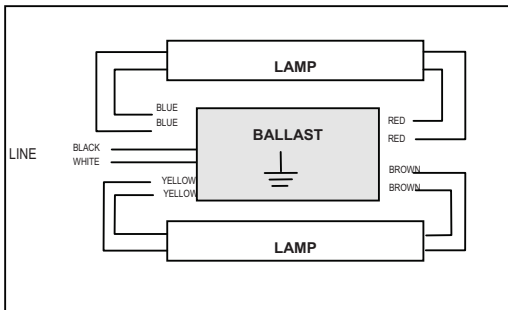 LAMP
BLUE
BLUE
RED
RED
BALLAST
LINE
BLACK
WHITE
YELLOW
YELLOW
BROWN
BROWN
LAMP